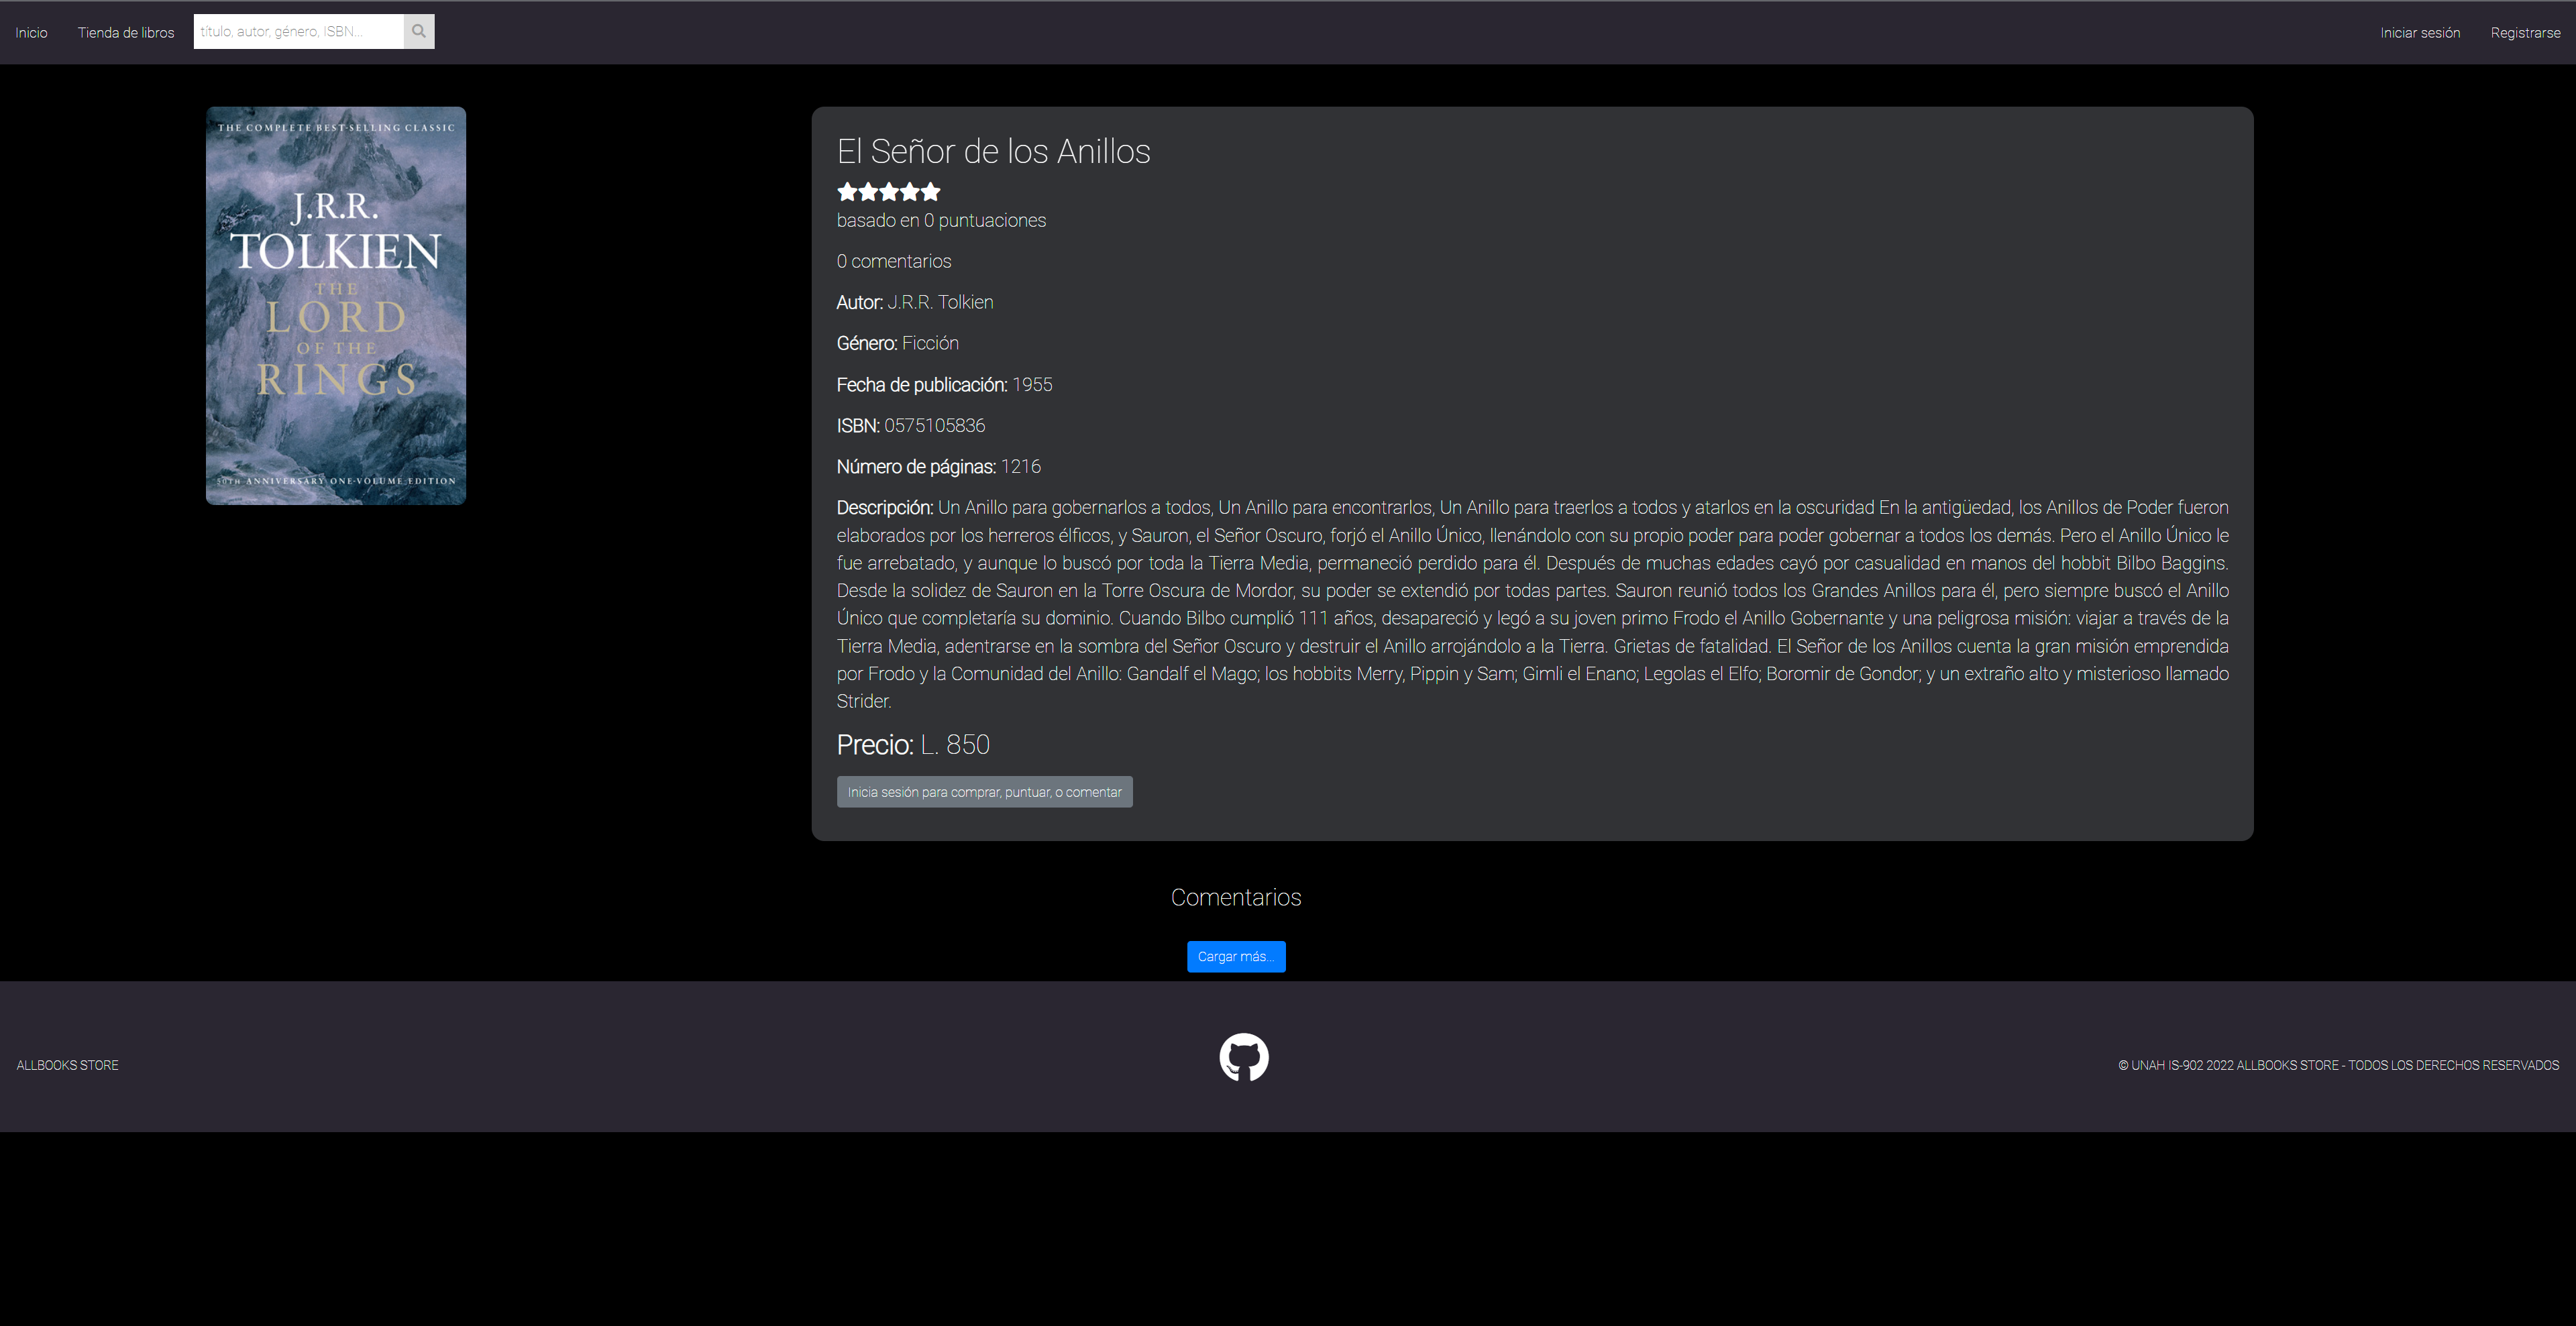 Inicio
Tienda de libros
título, autor, género, ISBN...
Iniciar sesión
Registrarse
THE COMPLETE BEST-SELLING CLASSIC
J.R.R.
TOLKIEN
THE
LORD
OF THE
RINGS
50TH ANNIVERSARY ONE-VOLUME EDITION
El Señor de los Anillos
basado en 0 puntuaciones
0 comentarios
Autor: J.R.R. Tolkien
Género: Ficción
Fecha de publicación: 1955
ISBN: 0575105836
Número de páginas: 1216
Descripción: Un Anillo para gobernarlos a todos, Un Anillo para encontrarlos, Un Anillo para traerlos a todos y atarlos en la oscuridad En la antigüedad, los Anillos de Poder fueron
elaborados por los herreros élficos, y Sauron, el Señor Oscuro, forjó el Anillo Único, llenándolo con su propio poder para poder gobernar a todos los demás. Pero el Anillo Único le
fue arrebatado, y aunque lo buscó por toda la Tierra Media, permaneció perdido para él. Después de muchas edades cayó por casualidad en manos del hobbit Bilbo Baggins.
Desde la solidez de Sauron en la Torre Oscura de Mordor, su poder se extendió por todas partes. Sauron reunió todos los Grandes Anillos para él, pero siempre buscó el Anillo
Único que completaría su dominio. Cuando Bilbo cumplió 111 años, desapareció y legó a su joven primo Frodo el Anillo Gobernante y una peligrosa misión: viajar a través de la
Tierra Media, adentrarse en la sombra del Señor Oscuro y destruir el Anillo arrojándolo a la Tierra. Grietas de fatalidad. El Señor de los Anillos cuenta la gran misión emprendida
por Frodo y la Comunidad del Anillo: Gandalf el Mago; los hobbits Merry, Pippin y Sam; Gimli el Enano; Legolas el Elfo; Boromir de Gondor; y un extraño alto y misterioso llamado
Strider.
Precio: L. 850
Inicia sesión para comprar, puntuar, o comentar
Comentarios
Cargar más...
ALLBOOKS STORE
© UNAH IS-902 2022 ALLBOOKS STORE - TODOS LOS DERECHOS RESERVADOS